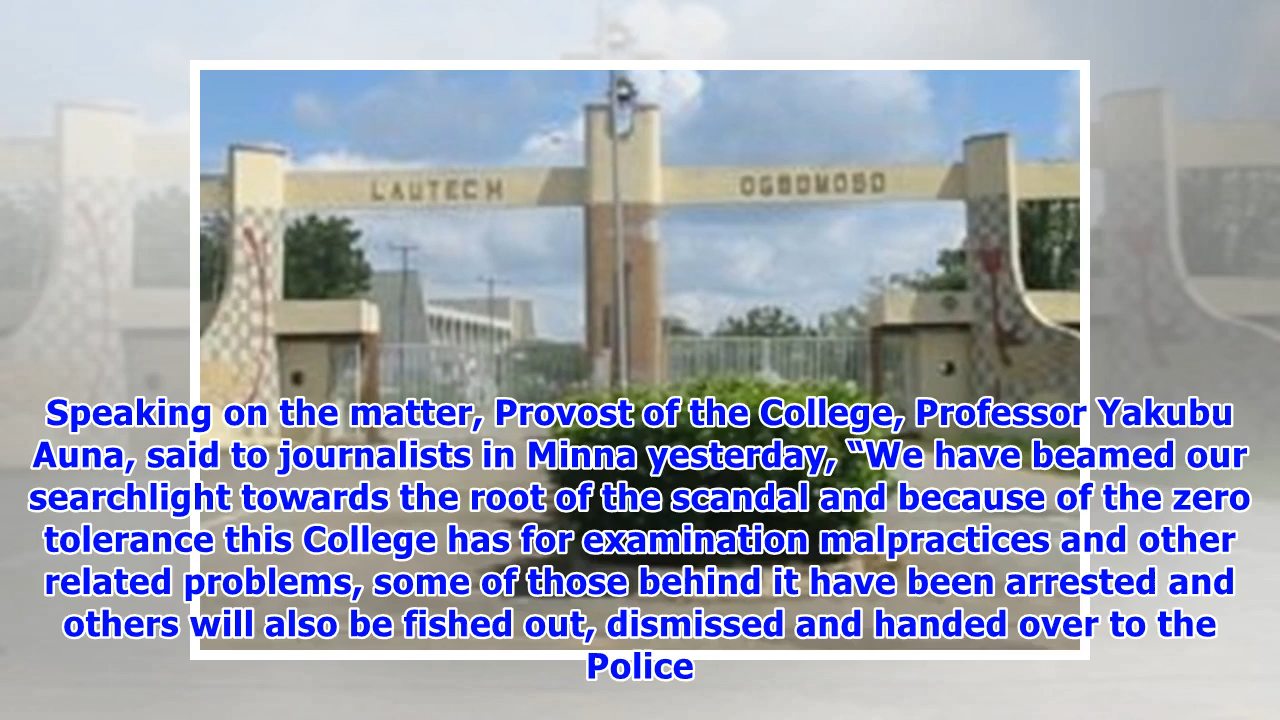 LAUTECH OGBOMOSO
Speaking on the matter, Provost of the College, Professor Yakubu
Auna, said to journalists in Minna yesterday, “We have beamed our
searchlight towards the root of the scandal and because of the zero
tolerance this College has for examination malpractices and other
related problems, some of those behind it have been arrested and
others will also be fished out, dismissed and handed over to the
Police